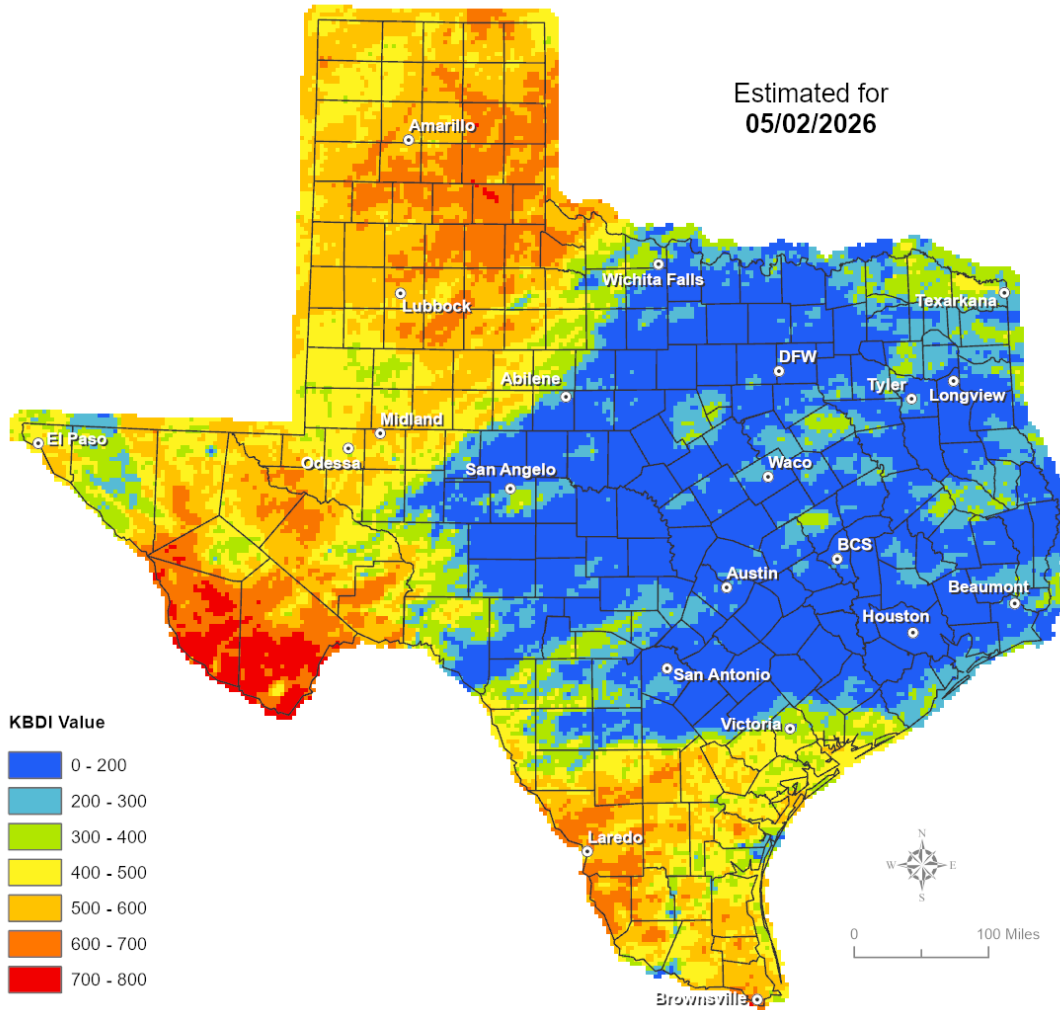 Estimated for
05/02/2026
Amarillo
Wichita Falls
Lubbock
Texarkana
DFW
Abilene
Tyler
Longview
Midland
El Paso
Odessa
San Angelo
Waco
BCS
Austin
Beaumont
Houston
San Antonio
Victoria
Laredo
Brownsville
KBDI Value
0 - 200
200 - 300
300 - 400
400 - 500
500 - 600
600 - 700
700 - 800
N
W
E
S
0
100 Miles